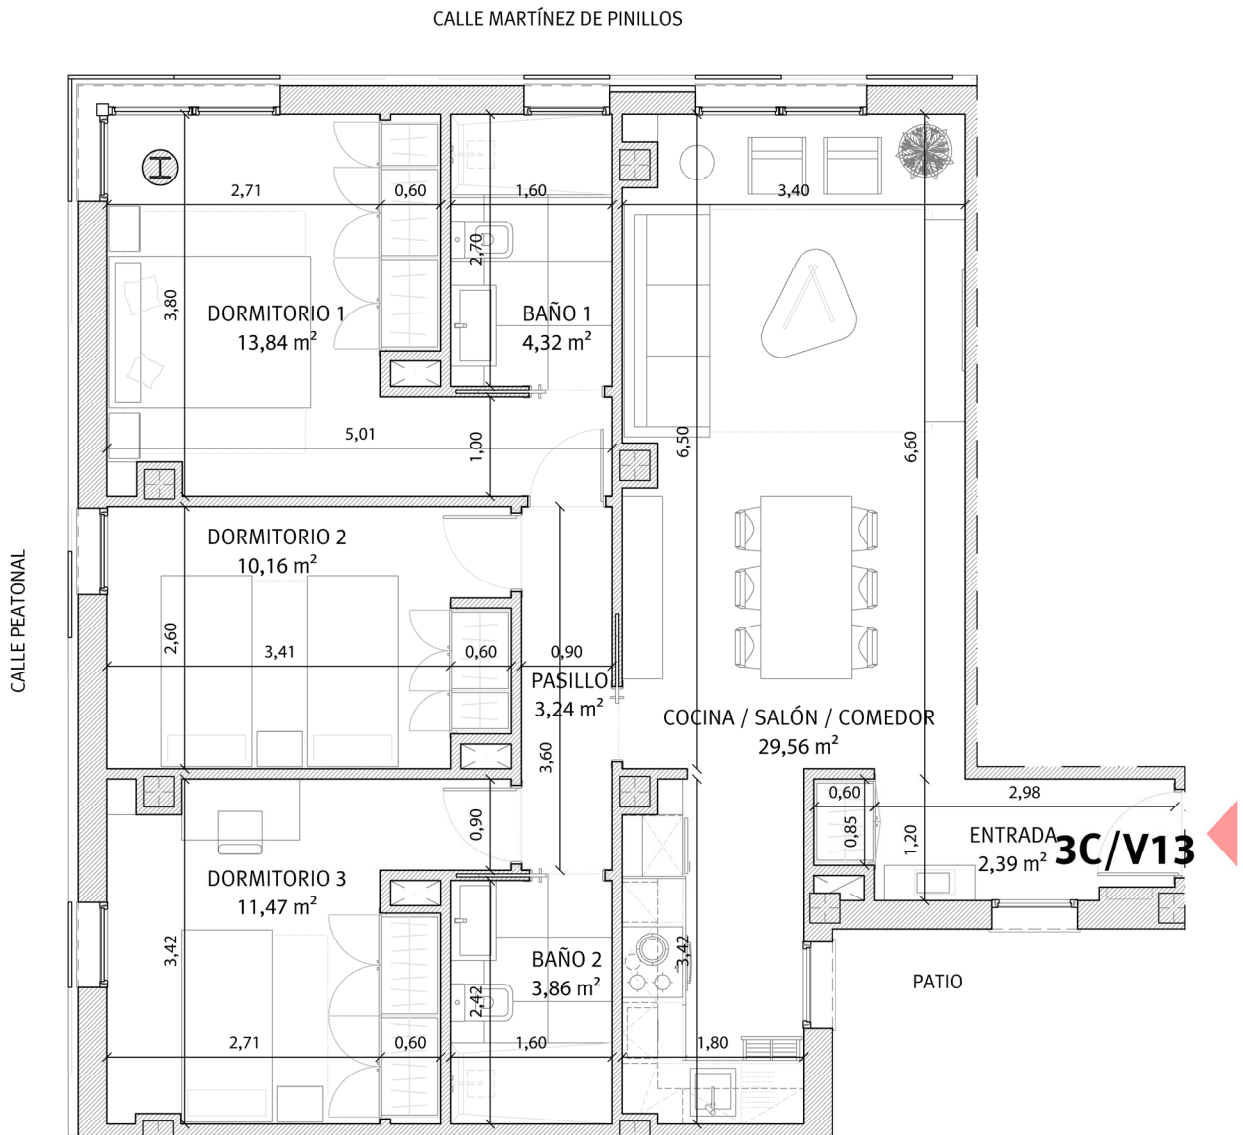 CALLE MARTÍNEZ DE PINILLOS
2,71
0,60
1,60
3,40
2,70
3,80
DORMITORIO 1
13,84 m²
BAÑO 1
4,32 m²
5,01
1,00
6,50
6,60
CALLE PEATONAL
DORMITORIO 2
10,16 m²
2,60
3,41
0,60
0,90
PASILLO
3,24 m²
3,60
COCINA / SALÓN / COMEDOR
29,56 m²
0,60
2,98
0,85
1,20
ENTRADA
2,39 m²
3C/V13
0,90
DORMITORIO 3
11,47 m²
3,42
BAÑO 2
3,86 m²
2,42
3,42
PATIO
2,71
0,60
1,60
1,80